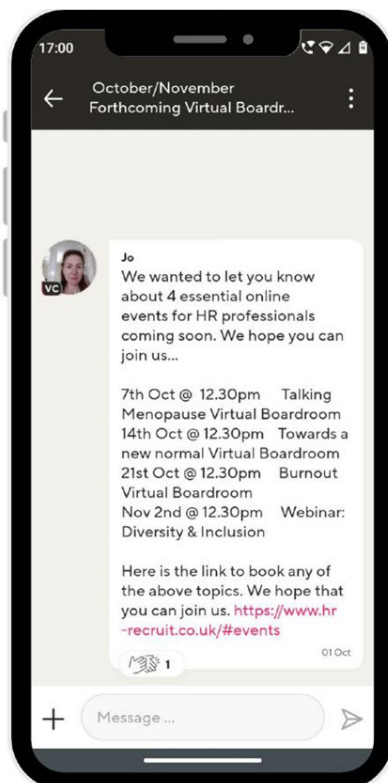 17:00
October/November
Forthcoming Virtual Boardr...
VC
Jo
We wanted to let you know
about 4 essential online
events for HR professionals
coming soon. We hope you can
join us...
7th Oct @ 12.30pm Talking
Menopause Virtual Boardroom
14th Oct @ 12.30pm Towards a
new normal Virtual Boardroom
21st Oct @ 12.30pm Burnout
Virtual Boardroom
Nov 2nd @ 12.30pm Webinar:
Diversity & Inclusion
Here is the link to book any of
the above topics. We hope that
you can join us. https://www.hr
-recruit.co.uk/#events
01 Oct
1
Message ...